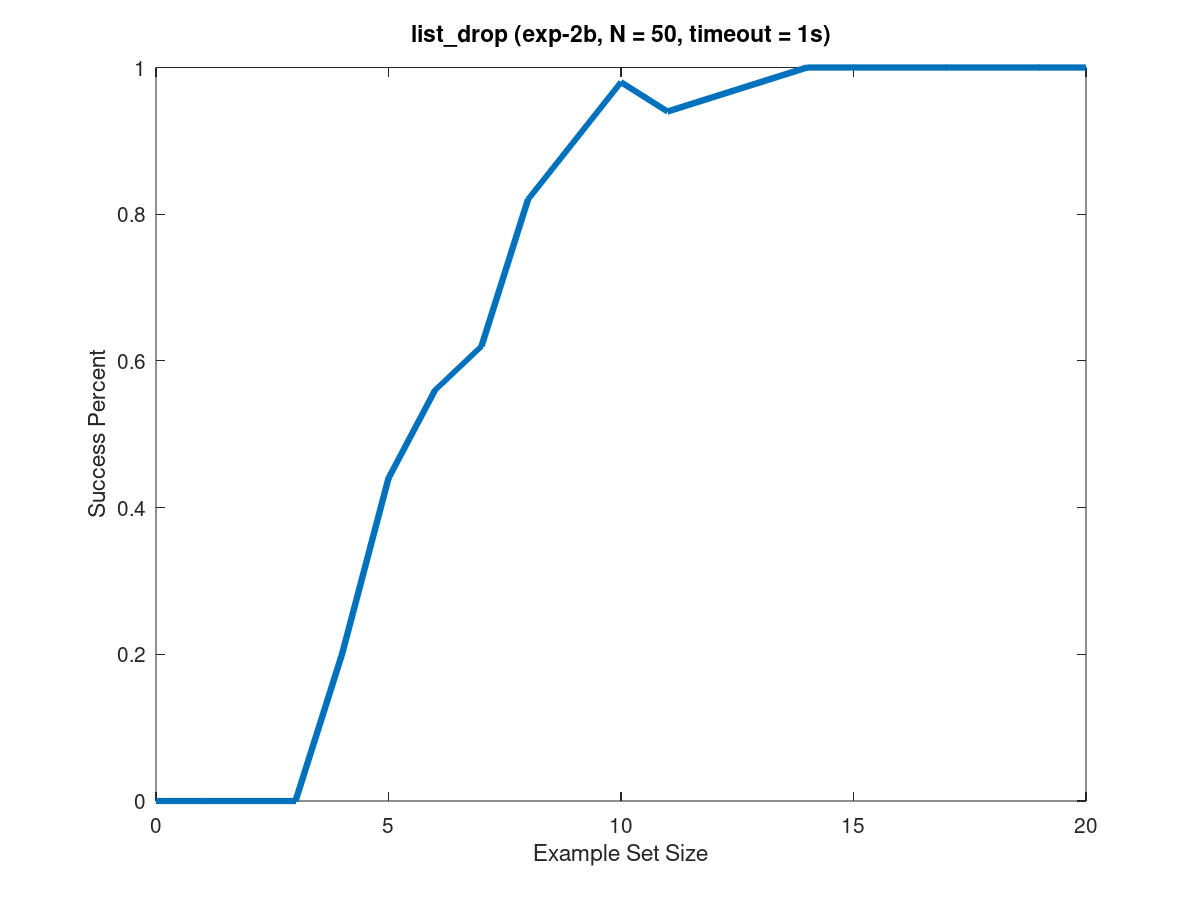 list_drop (exp-2b, N = 50, timeout = 1s)
1
0.8
0.6
0.4
0.2
0
Success Percent
0 5 10 15 20
Example Set Size